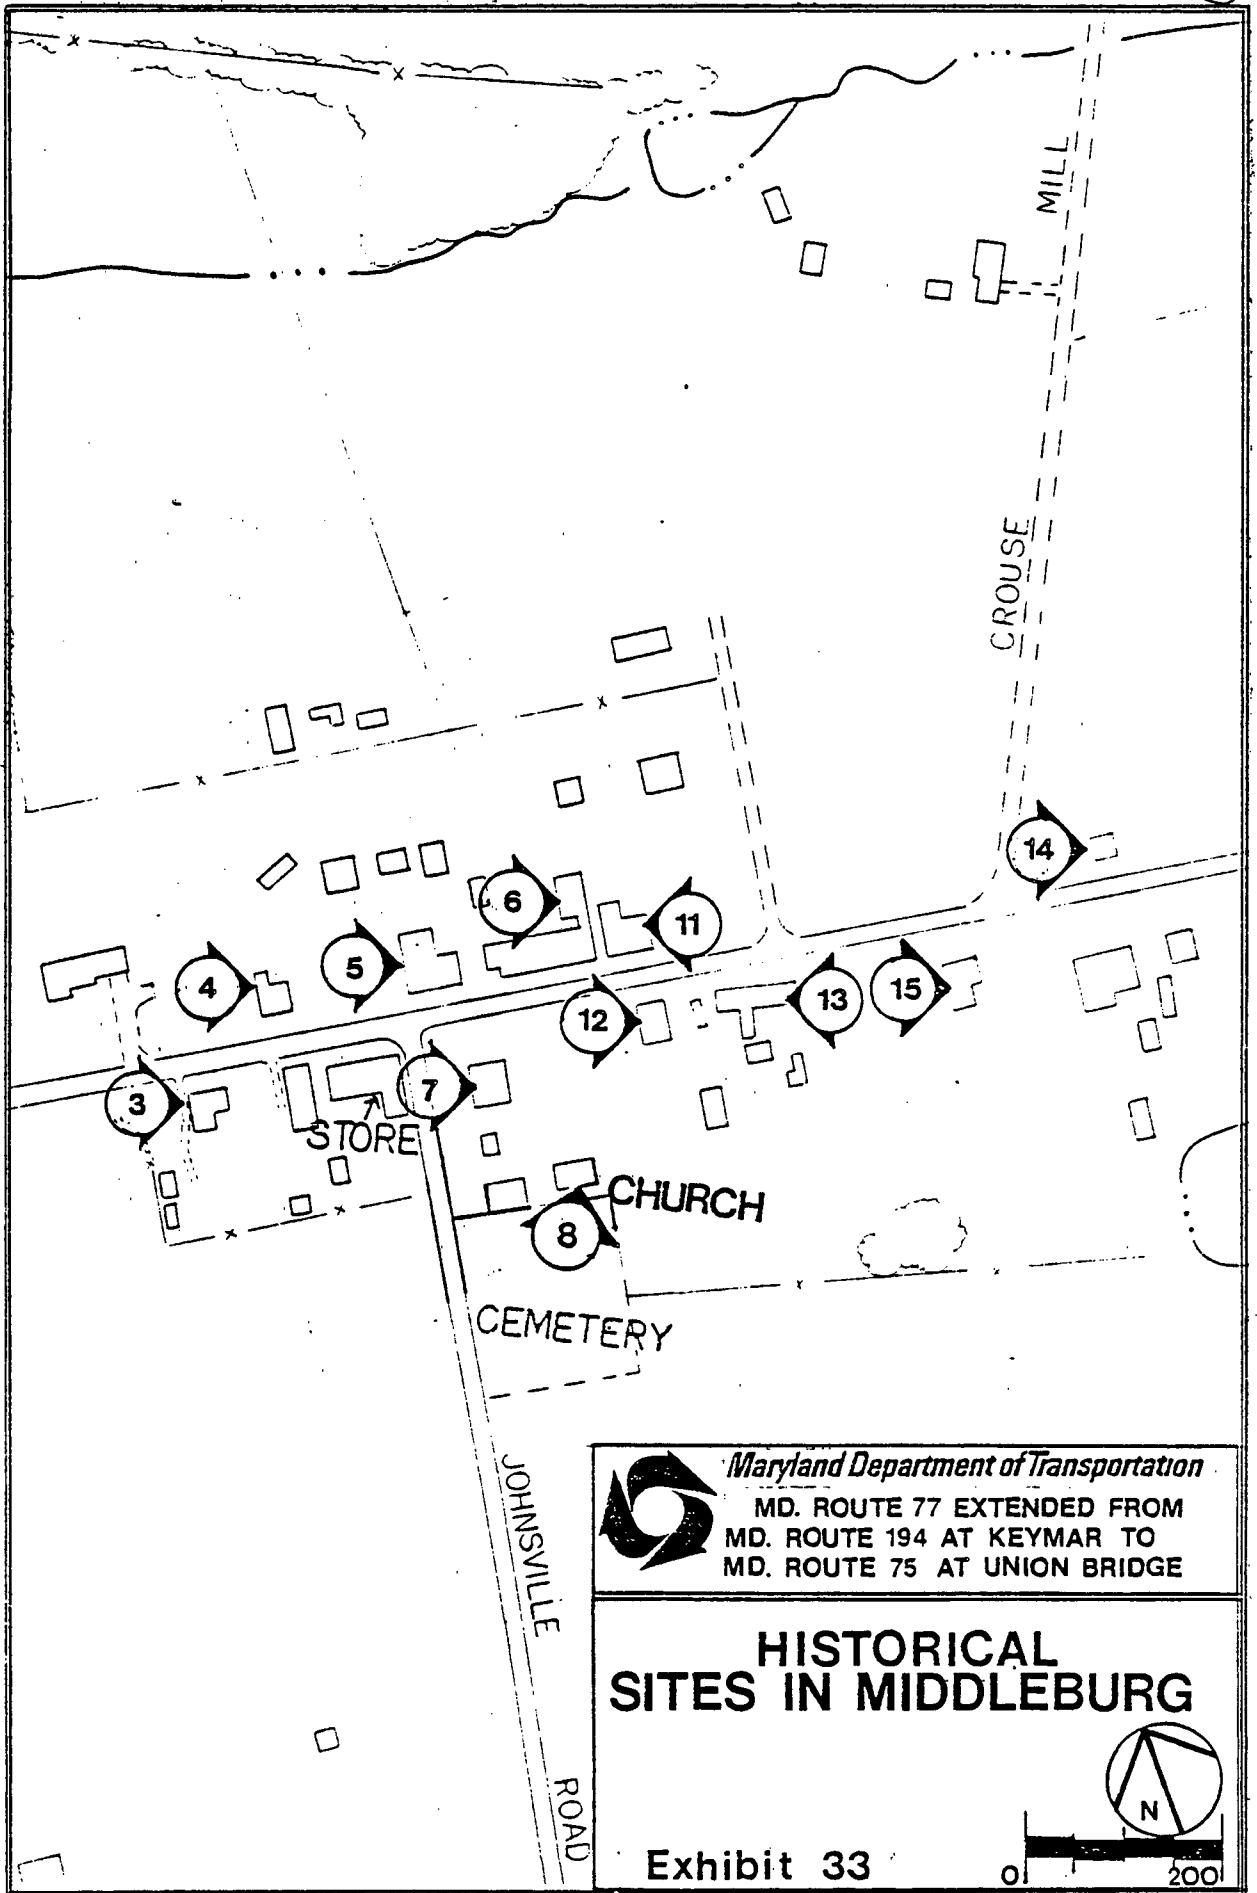 MILL
CROUSE
14
6
11
5
4
15
13
12
7
3
STORE
CHURCH
8
CEMETERY
JOHNSVILLE
ROAD
Maryland Department of Transportation
MD. ROUTE 77 EXTENDED FROM
MD. ROUTE 194 AT KEYMAR TO
MD. ROUTE 75 AT UNION BRIDGE
HISTORICAL
SITES IN MIDDLEBURG
N
Exhibit 33
0 200